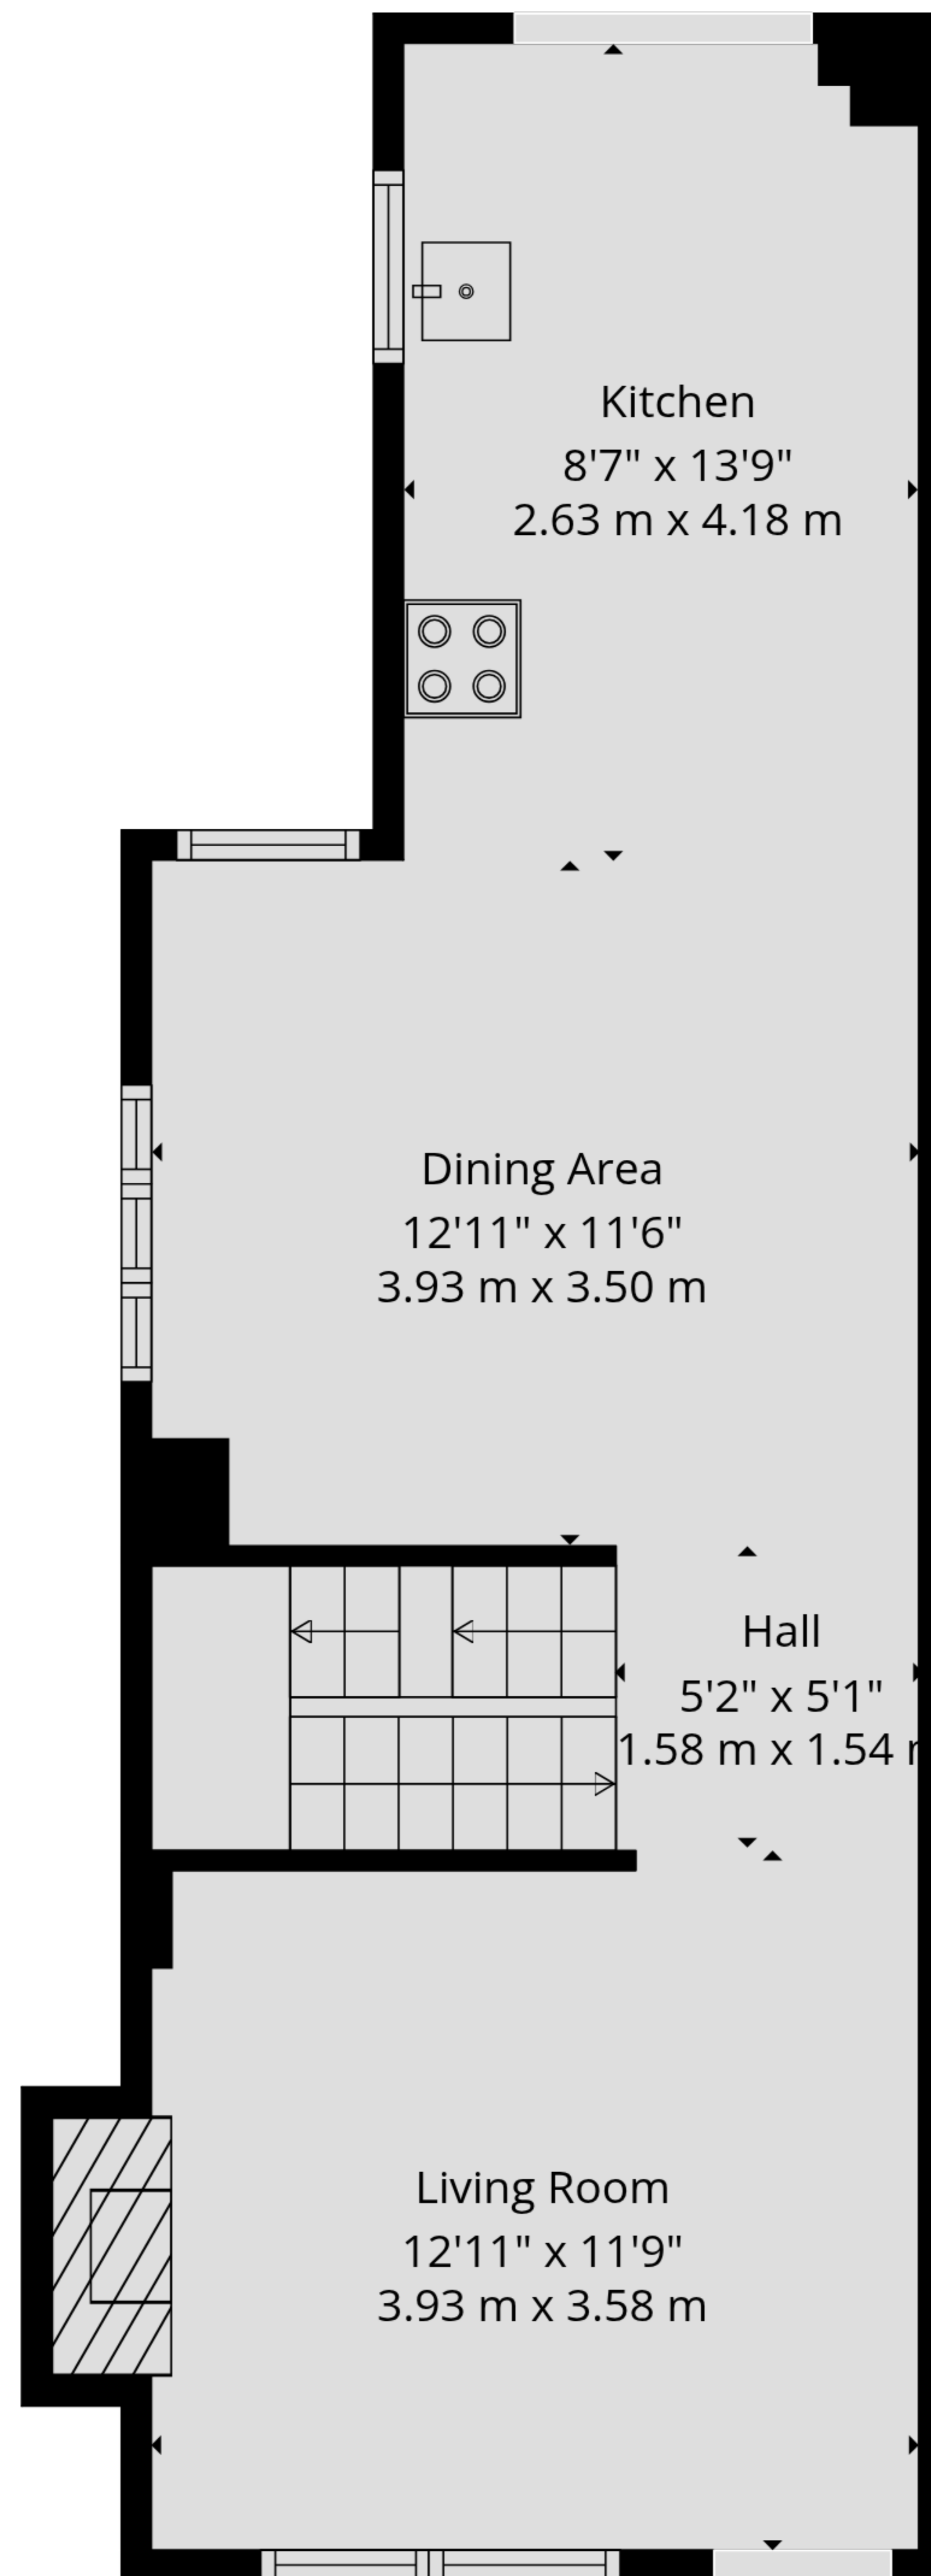 Kitchen
8'7" x 13'9"
2.63 m x 4.18 m
Dining Area
12'11" x 11'6"
3.93 m x 3.50 m
Hall
5'2" x 5'1"
1.58 m x 1.54
Living Room
12'11" x 11'9"
3.93 m x 3.58 m